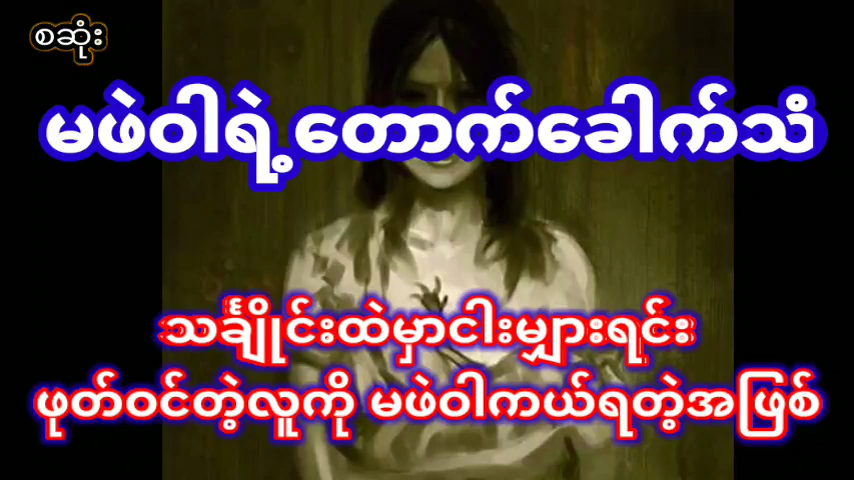 စဆုံး
မဖဲဝါရဲ့တောက်ခေါက်သံ
သင်္ချိုင်းထဲမှာငါးမျှားရင်း
ဖုတ်ဝင်တဲ့လူကို မဖဲဝါကယ်ရတဲ့အဖြစ်